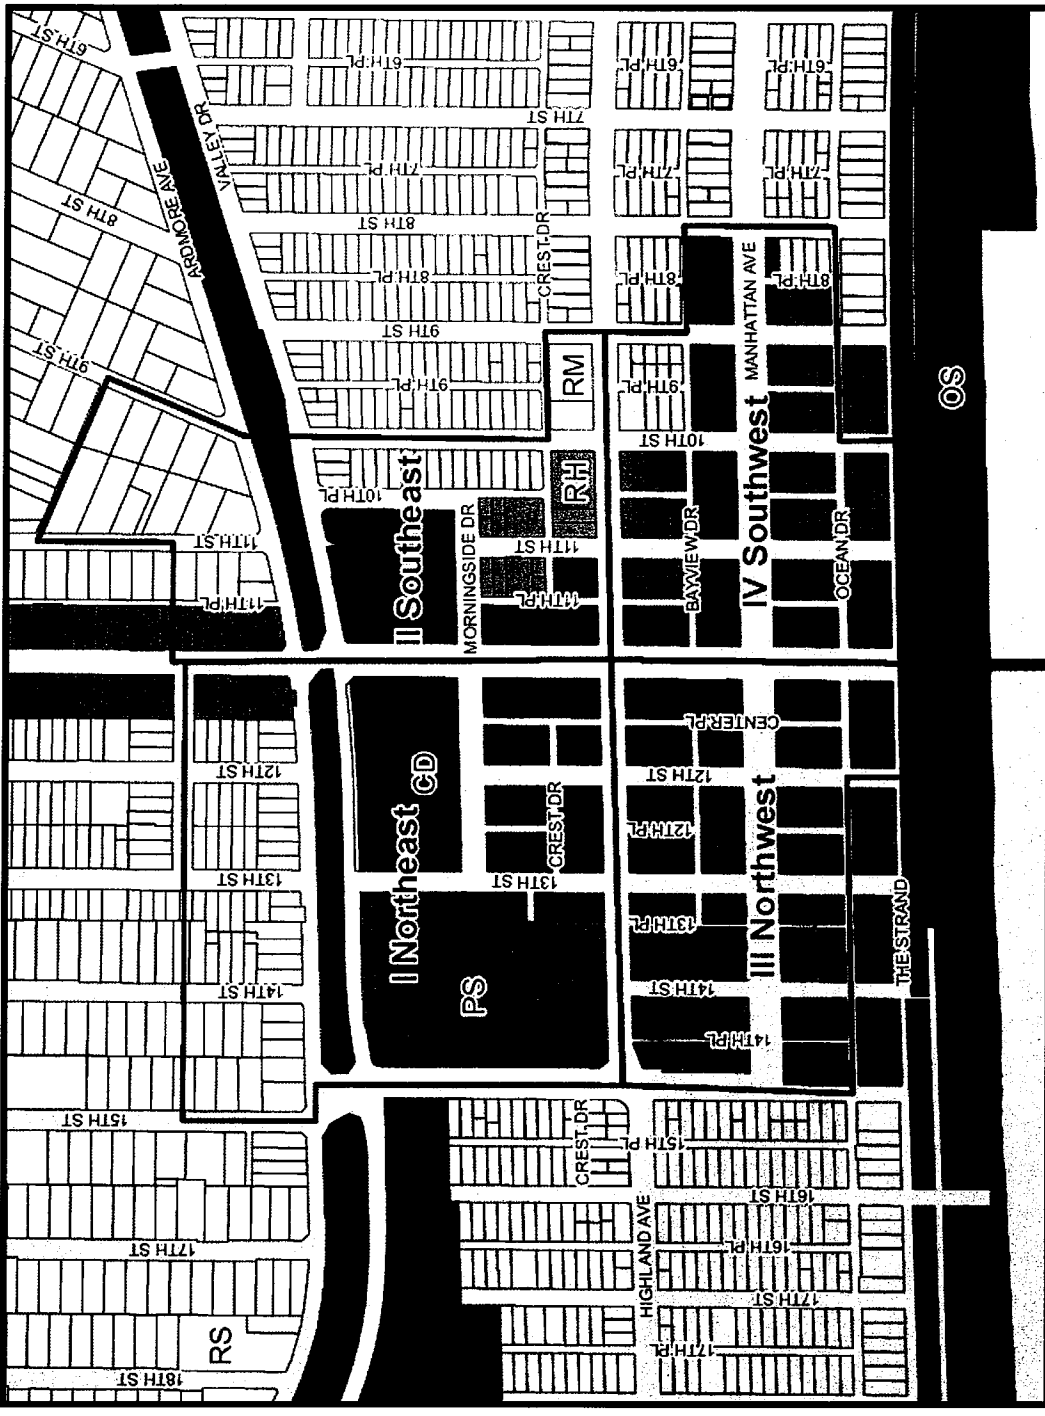 6TH ST
6TH PL
6TH PL
6TH PL
7TH ST
VALLEY DR
ARDMORE AVE
7TH PL
7TH PL
7TH PL
8TH ST
8TH ST
CREST DR
8TH PL
8TH PL
8TH PL
MANHATTAN AVE
9TH ST
9TH ST
9TH PL
RM
9TH PL
OS
10TH ST
10TH PL
II Southeast
RH
IV Southwest
MORNINGSIDE DR
BAYVIEW DR
OCEAN DR
11TH ST
11TH ST
11TH PL
11TH PL
CENTER PL
12TH ST
12TH ST
I Northeast
CD
CREST DR
12TH PL
III Northwest
13TH ST
13TH ST
13TH PL
THE STRAND
14TH ST
PS
14TH ST
14TH PL
15TH ST
CREST DR
15TH PL
16TH ST
17TH ST
HIGHLAND AVE
16TH PL
17TH ST
RS
17TH PL
18TH ST